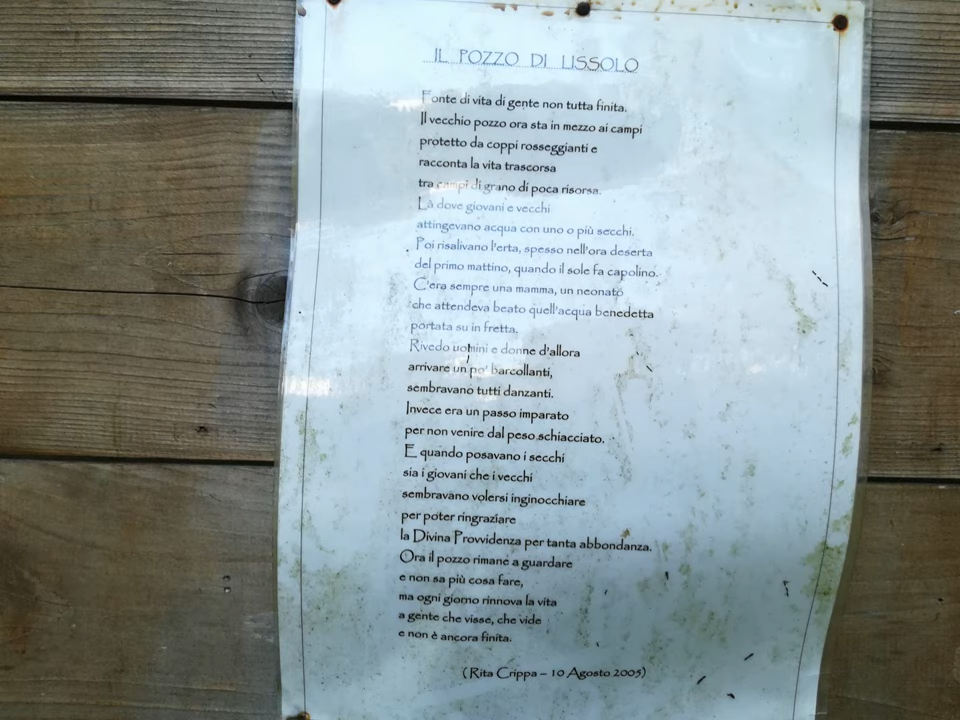 IL POZZO DI LISSOLO
Fonte di vita di gente non tutta finita.
Il vecchio pozzo ora sta in mezzo ai campi
protetto da coppi rosseggianti e
racconta la vita trascorsa
tra campi di grano di poca risorsa.
Là dove giovani e vecchi
attingevano acqua con uno o più secchi.
Poi risalivano l'erta, spesso nell'ora deserta
del primo mattino, quando il sole fa capolino.
C'era sempre una mamma, un neonato
che attendeva beato quell'acqua benedetta
portata su in fretta.
Rivedo uomini e donne d'allora
arrivare un po' barcollanti,
sembravano tutti danzanti.
Invece era un passo imparato
per non venire dal peso schiacciato.
E quando posavano i secchi
sia i giovani che i vecchi
sembravano volersi inginocchiare
per poter ringraziare
la Divina Provvidenza per tanta abbondanza.
Ora il pozzo rimane a guardare
e non sa più cosa fare,
ma ogni giorno rinnova la vita
a gente che visse, che vide
e non è ancora finita.
(Rita Crippa – 10 Agosto 2005)